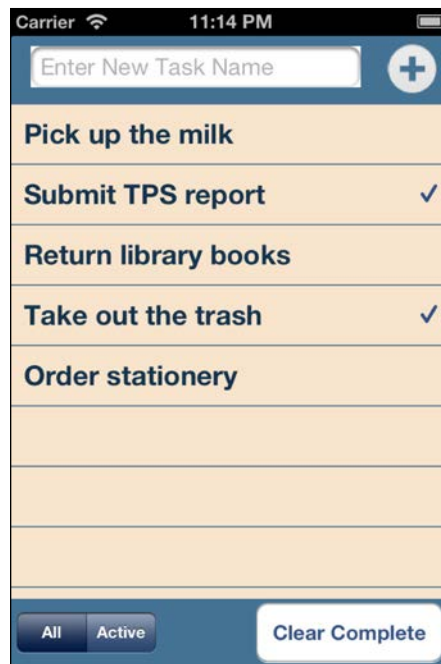 Carrier 11:14 PM
Enter New Task Name
Pick up the milk
Submit TPS report ✓
Return library books
Take out the trash ✓
Order stationery
All Active Clear Complete